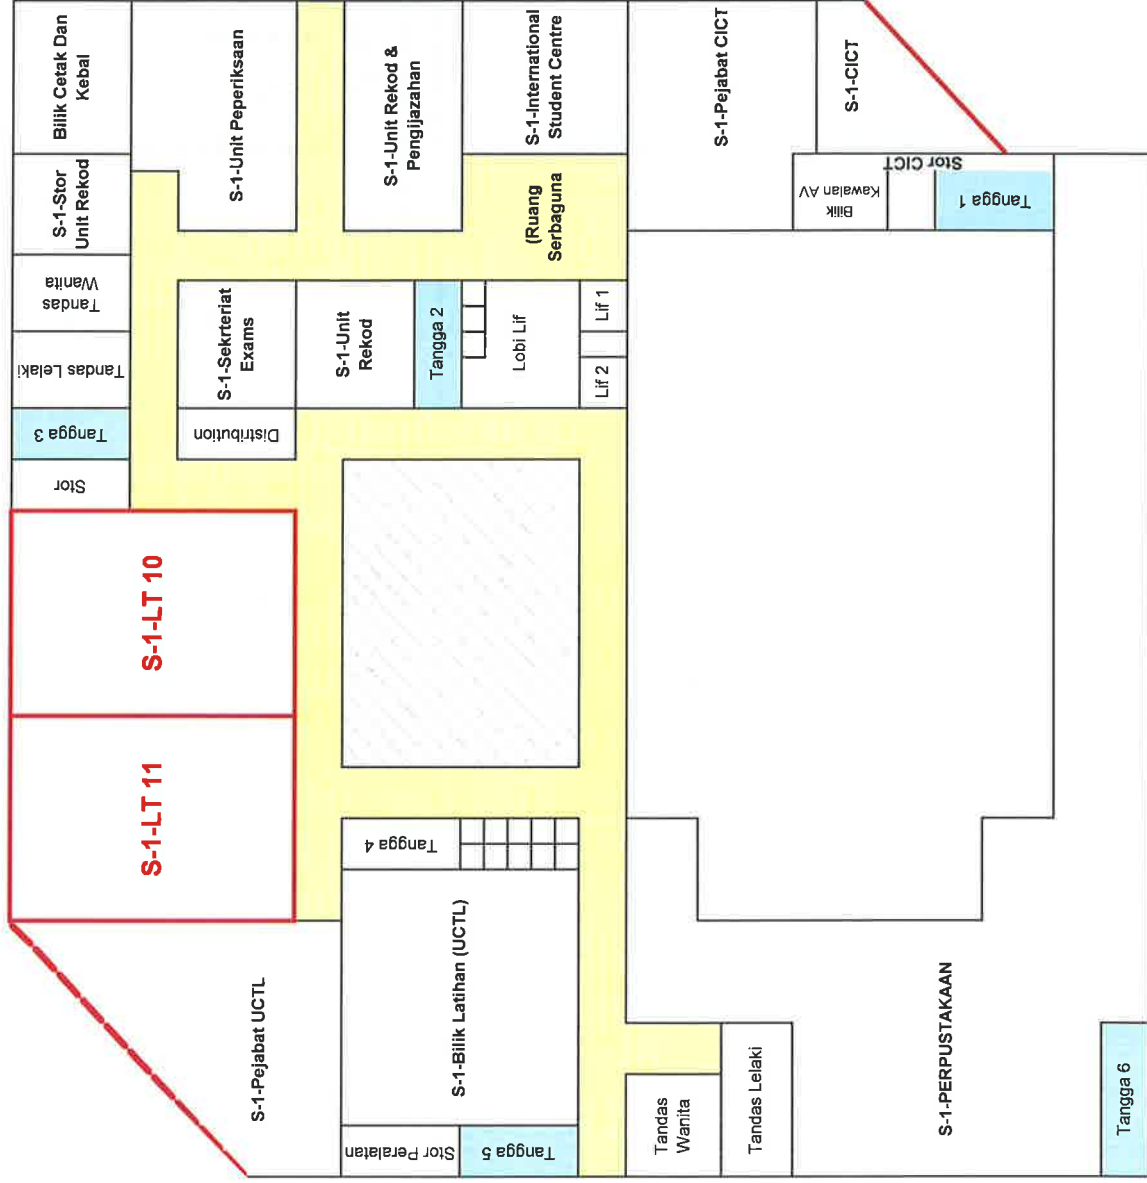 Bilik Cetak Dan
Kebal
S-1-Stor
Unit Rekod
Tandas
Wanita
Tandas Lelaki
Tangga 3
Stor
S-1-LT 10
S-1-LT 11
S-1-Pejabat UCTL
S-1-Unit Peperiksaan
S-1-Sekrteriat
Exams
Distribution
S-1-Unit Rekod &
Pengijazahan
S-1-Unit
Rekod
Tangga 2
Lobi Lif
Lif 1
Lif 2
S-1-International
Student Centre
(Ruang
Serbaguna
Tangga 4
S-1-Bilik Latihan (UCTL)
Stor Peralatan
Tangga 5
S-1-Pejabat CICT
S-1-CICT
Stor CICT
Bilik
Kawalan AV
Tangga 1
Tandas
Wanita
Tandas Lelaki
S-1-PERPUSTAKAAN
Tangga 6